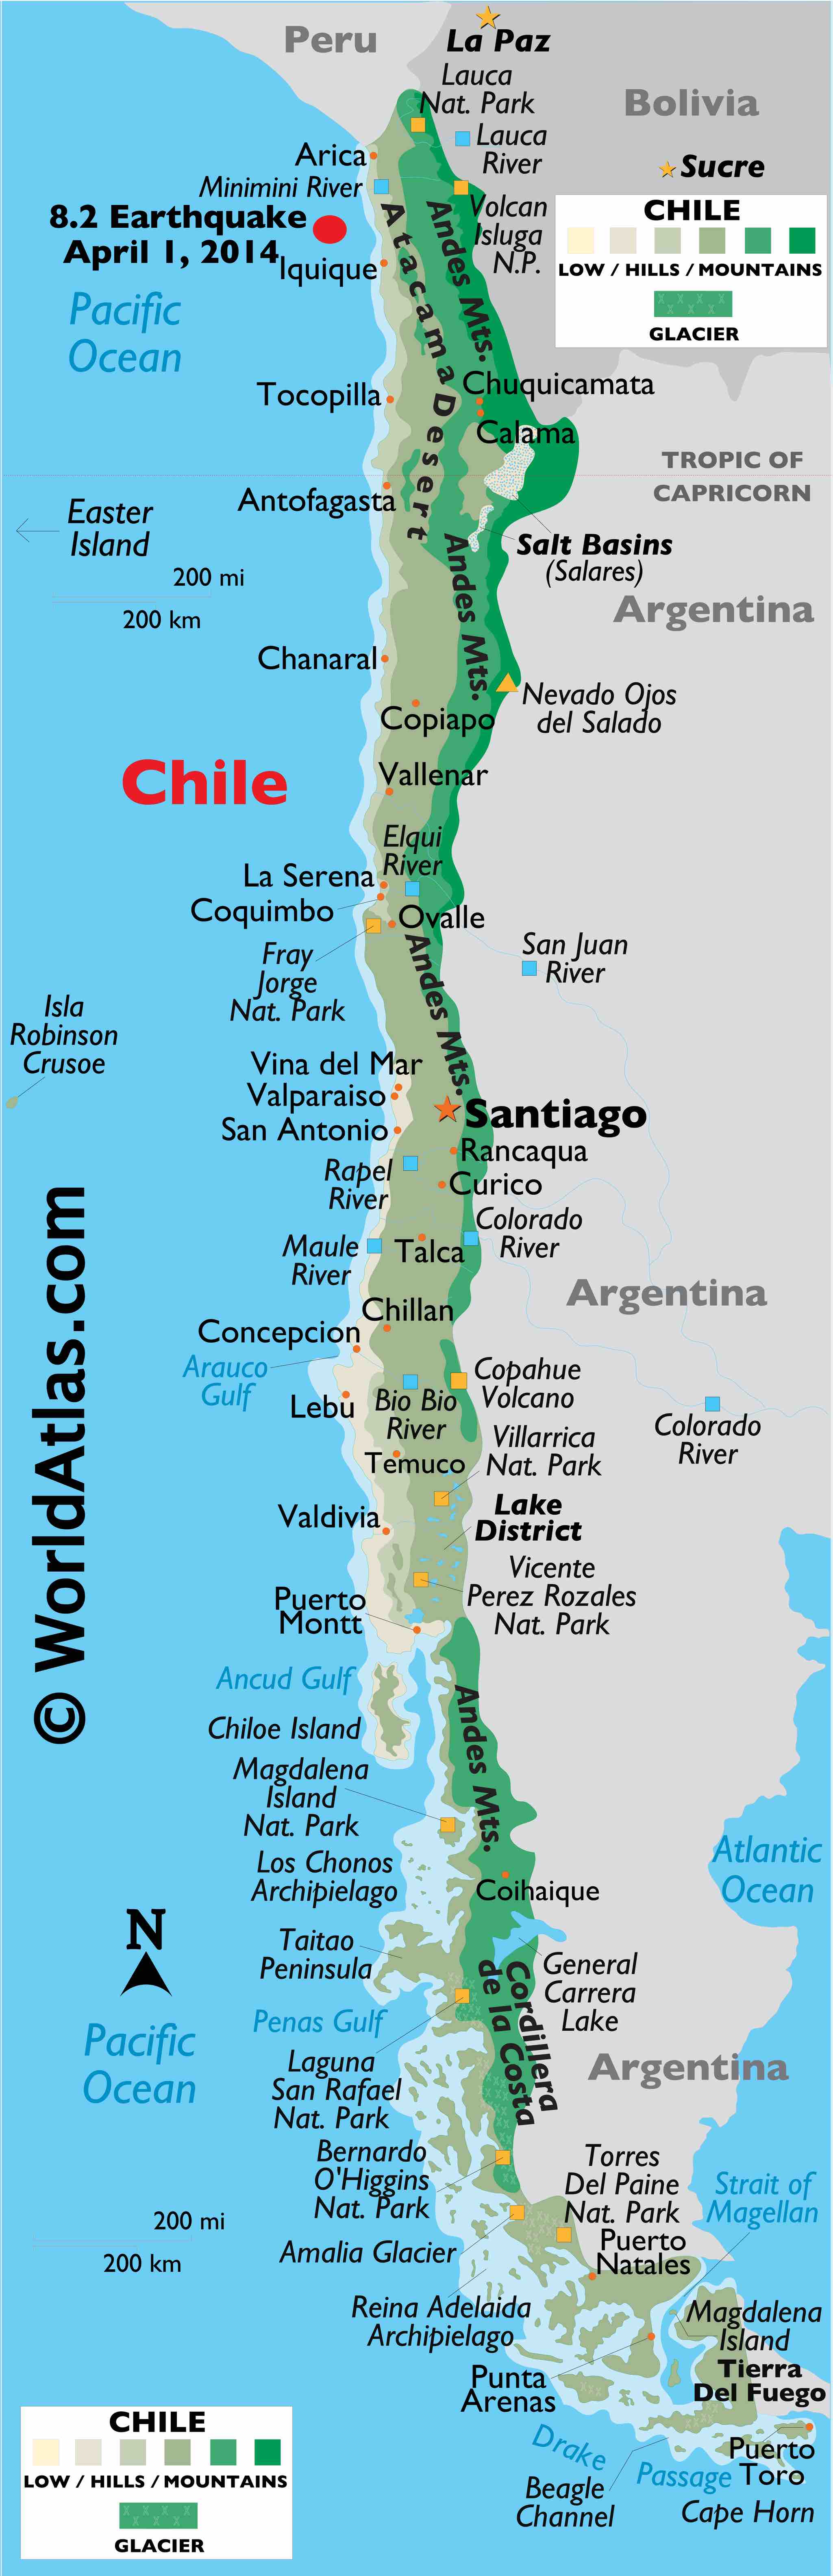 Peru
La Paz
Lauca
Nat. Park
Bolivia
Lauca
River
Arica
Sucre
Minimini River
8.2 Earthquake
April 1, 2014
Volcan
Isluga
N.P.
CHILE
LOW / HILLS / MOUNTAINS
x x x x x
GLACIER
Iquique
Atacama Desert
Andes Mts.
Pacific
Ocean
Tocopilla
Chuquicamata
Calama
TROPIC OF
CAPRICORN
Antofagasta
Easter
Island
Salt Basins
(Salares)
200 mi
200 km
Argentina
Andes Mts.
Chanaral
Nevado Ojos
del Salado
Copiapo
Chile
Vallenar
Elqui
River
La Serena
Coquimbo
Ovalle
Fray
Jorge
Nat. Park
San Juan
River
Andes Mts.
Isla
Robinson
Crusoe
Vina del Mar
Valparaiso
Santiago
San Antonio
Rancaqua
Rapel
River
Curico
Colorado
River
Maule
River
Talca
Argentina
Chillan
Concepcion
Arauco
Gulf
Copahue
Volcano
Lebu
Bio Bio
River
Colorado
River
Villarrica
Nat. Park
Temuco
© WorldAtlas.com
Lake
District
Valdivia
Vicente
Perez Rozales
Nat. Park
Puerto
Montt
Ancud Gulf
Andes Mts.
Chiloe Island
Magdalena
Island
Nat. Park
Los Chonos
Archipielago
Coihaique
Atlantic
Ocean
N
Taitao
Peninsula
General
Carrera
Lake
Cordillera
de la Costa
Penas Gulf
Pacific
Ocean
Laguna
San Rafael
Nat. Park
Argentina
Bernardo
O'Higgins
Nat. Park
Torres
Del Paine
Nat. Park
Strait of
Magellan
200 mi
200 km
Amalia Glacier
Puerto
Natales
Reina Adelaida
Archipielago
Magdalena
Island
Punta
Arenas
Tierra
Del Fuego
Drake Passage
Puerto
Toro
Beagle
Channel
Cape Horn
CHILE
LOW / HILLS / MOUNTAINS
x x x x x
GLACIER